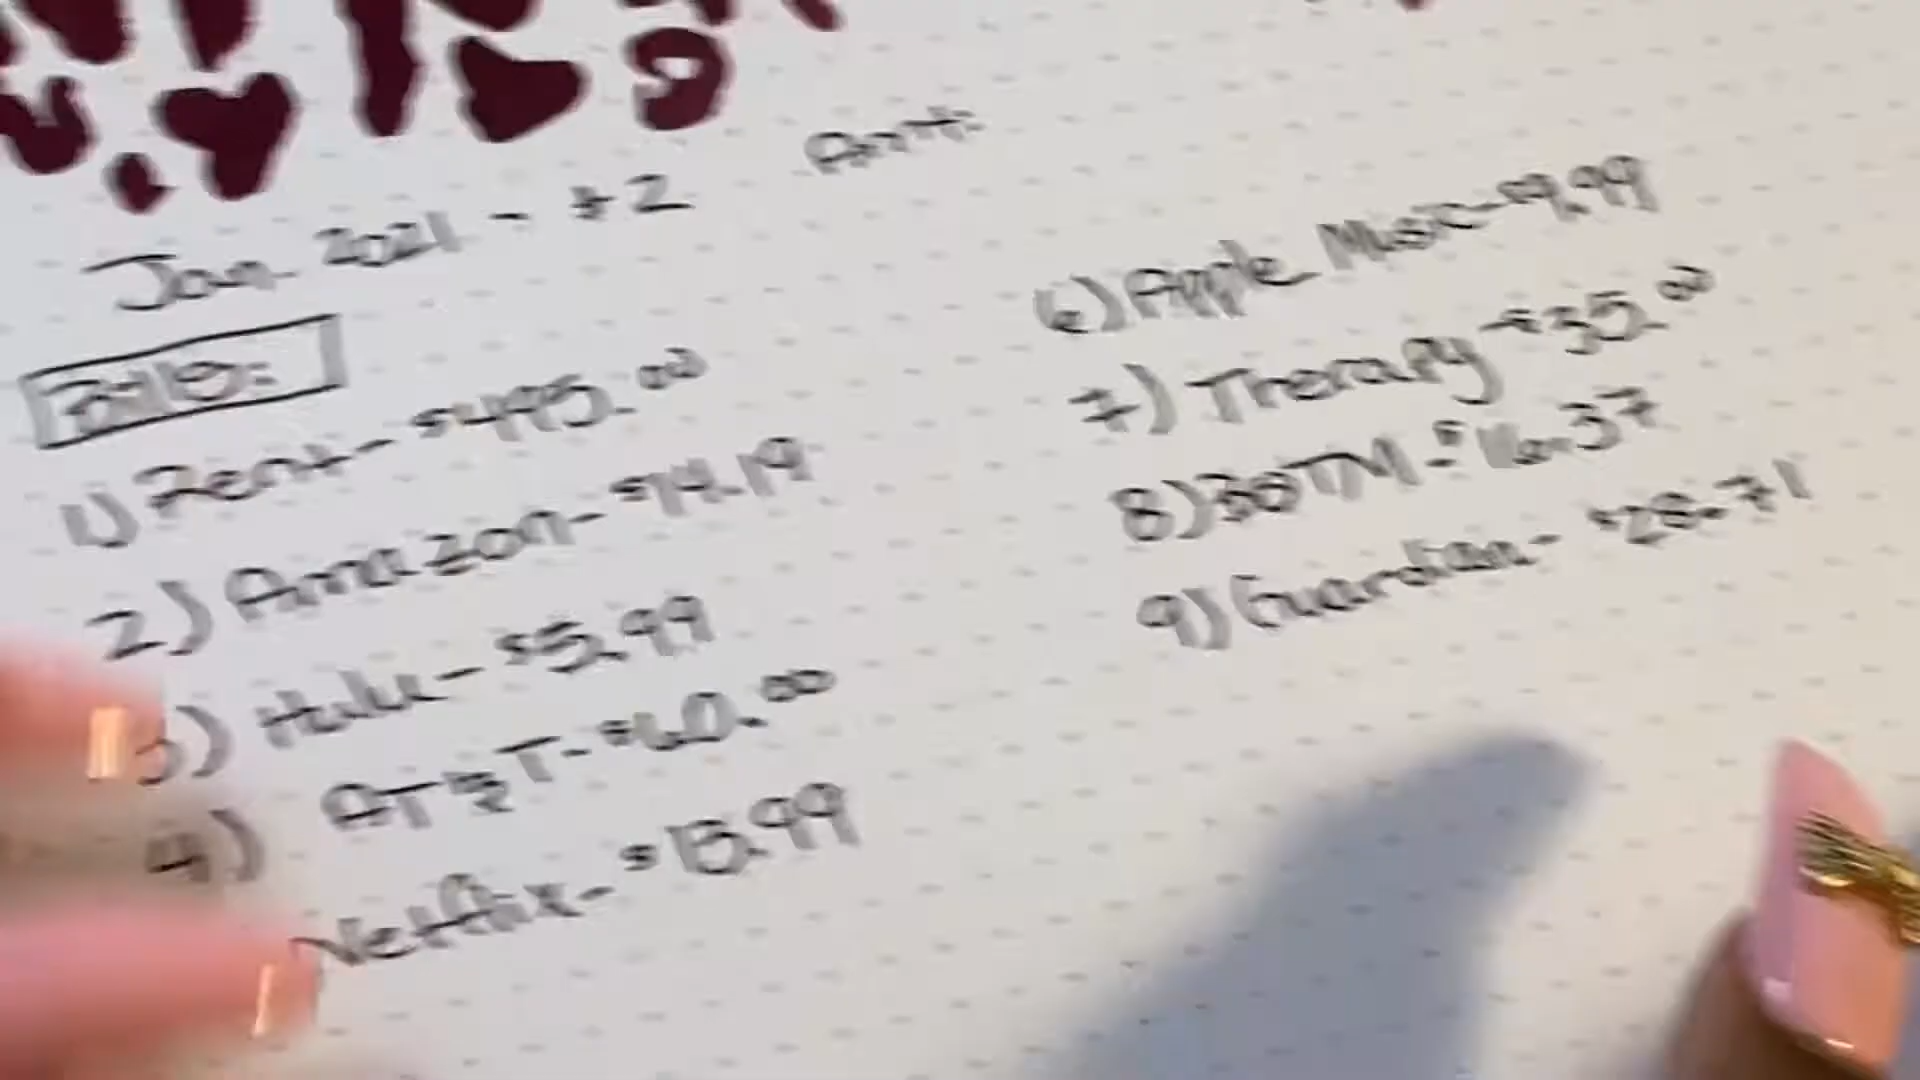 Jan. 2021 - #2
Amt:
Bills:
1) Rent - $495.00
2) Amazon - $74.19
3) Hulu - $5.99
4) AT&T - $60.00
Netflix - $13.99
6) Apple Music - $9.99
7) Therapy - $35.00
8) BOTM - $16.37
9) Guardian - $28.71